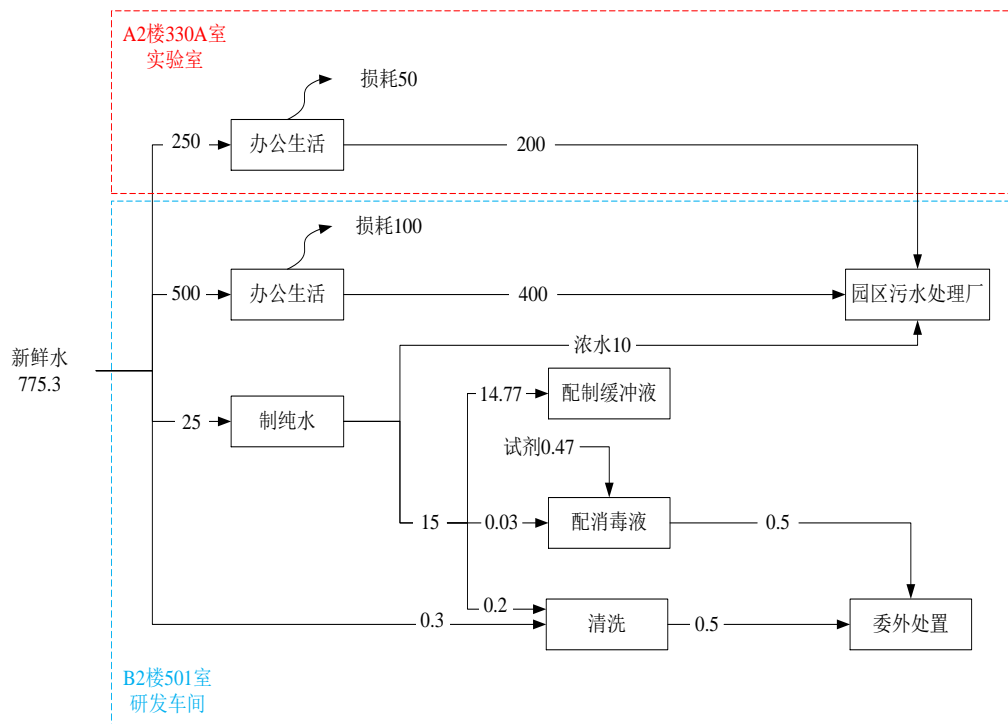 A2楼330A室
实验室
损耗50
250
办公生活
200
损耗100
500
办公生活
400
园区污水处理厂
新鲜水
775.3
浓水10
25
制纯水
14.77
配制缓冲液
试剂0.47
15
0.03
配消毒液
0.5
0.2
0.3
清洗
0.5
委外处置
B2楼501室
研发车间